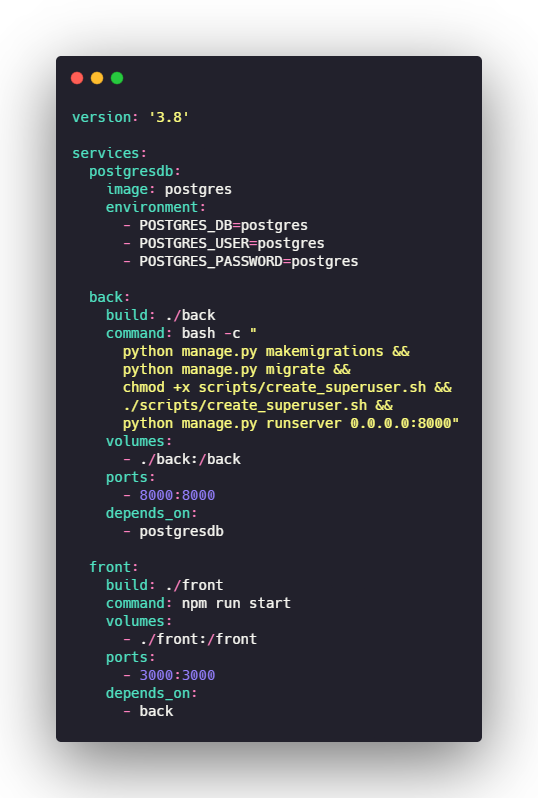 version: '3.8'

services:
  postgresdb:
    image: postgres
    environment:
      - POSTGRES_DB=postgres
      - POSTGRES_USER=postgres
      - POSTGRES_PASSWORD=postgres

  back:
    build: ./back
    command: bash -c "
      python manage.py makemigrations &&
      python manage.py migrate &&
      chmod +x scripts/create_superuser.sh &&
      ./scripts/create_superuser.sh &&
      python manage.py runserver 0.0.0.0:8000"
    volumes:
      - ./back:/back
    ports:
      - 8000:8000
    depends_on:
      - postgresdb

  front:
    build: ./front
    command: npm run start
    volumes:
      - ./front:/front
    ports:
      - 3000:3000
    depends_on:
      - back